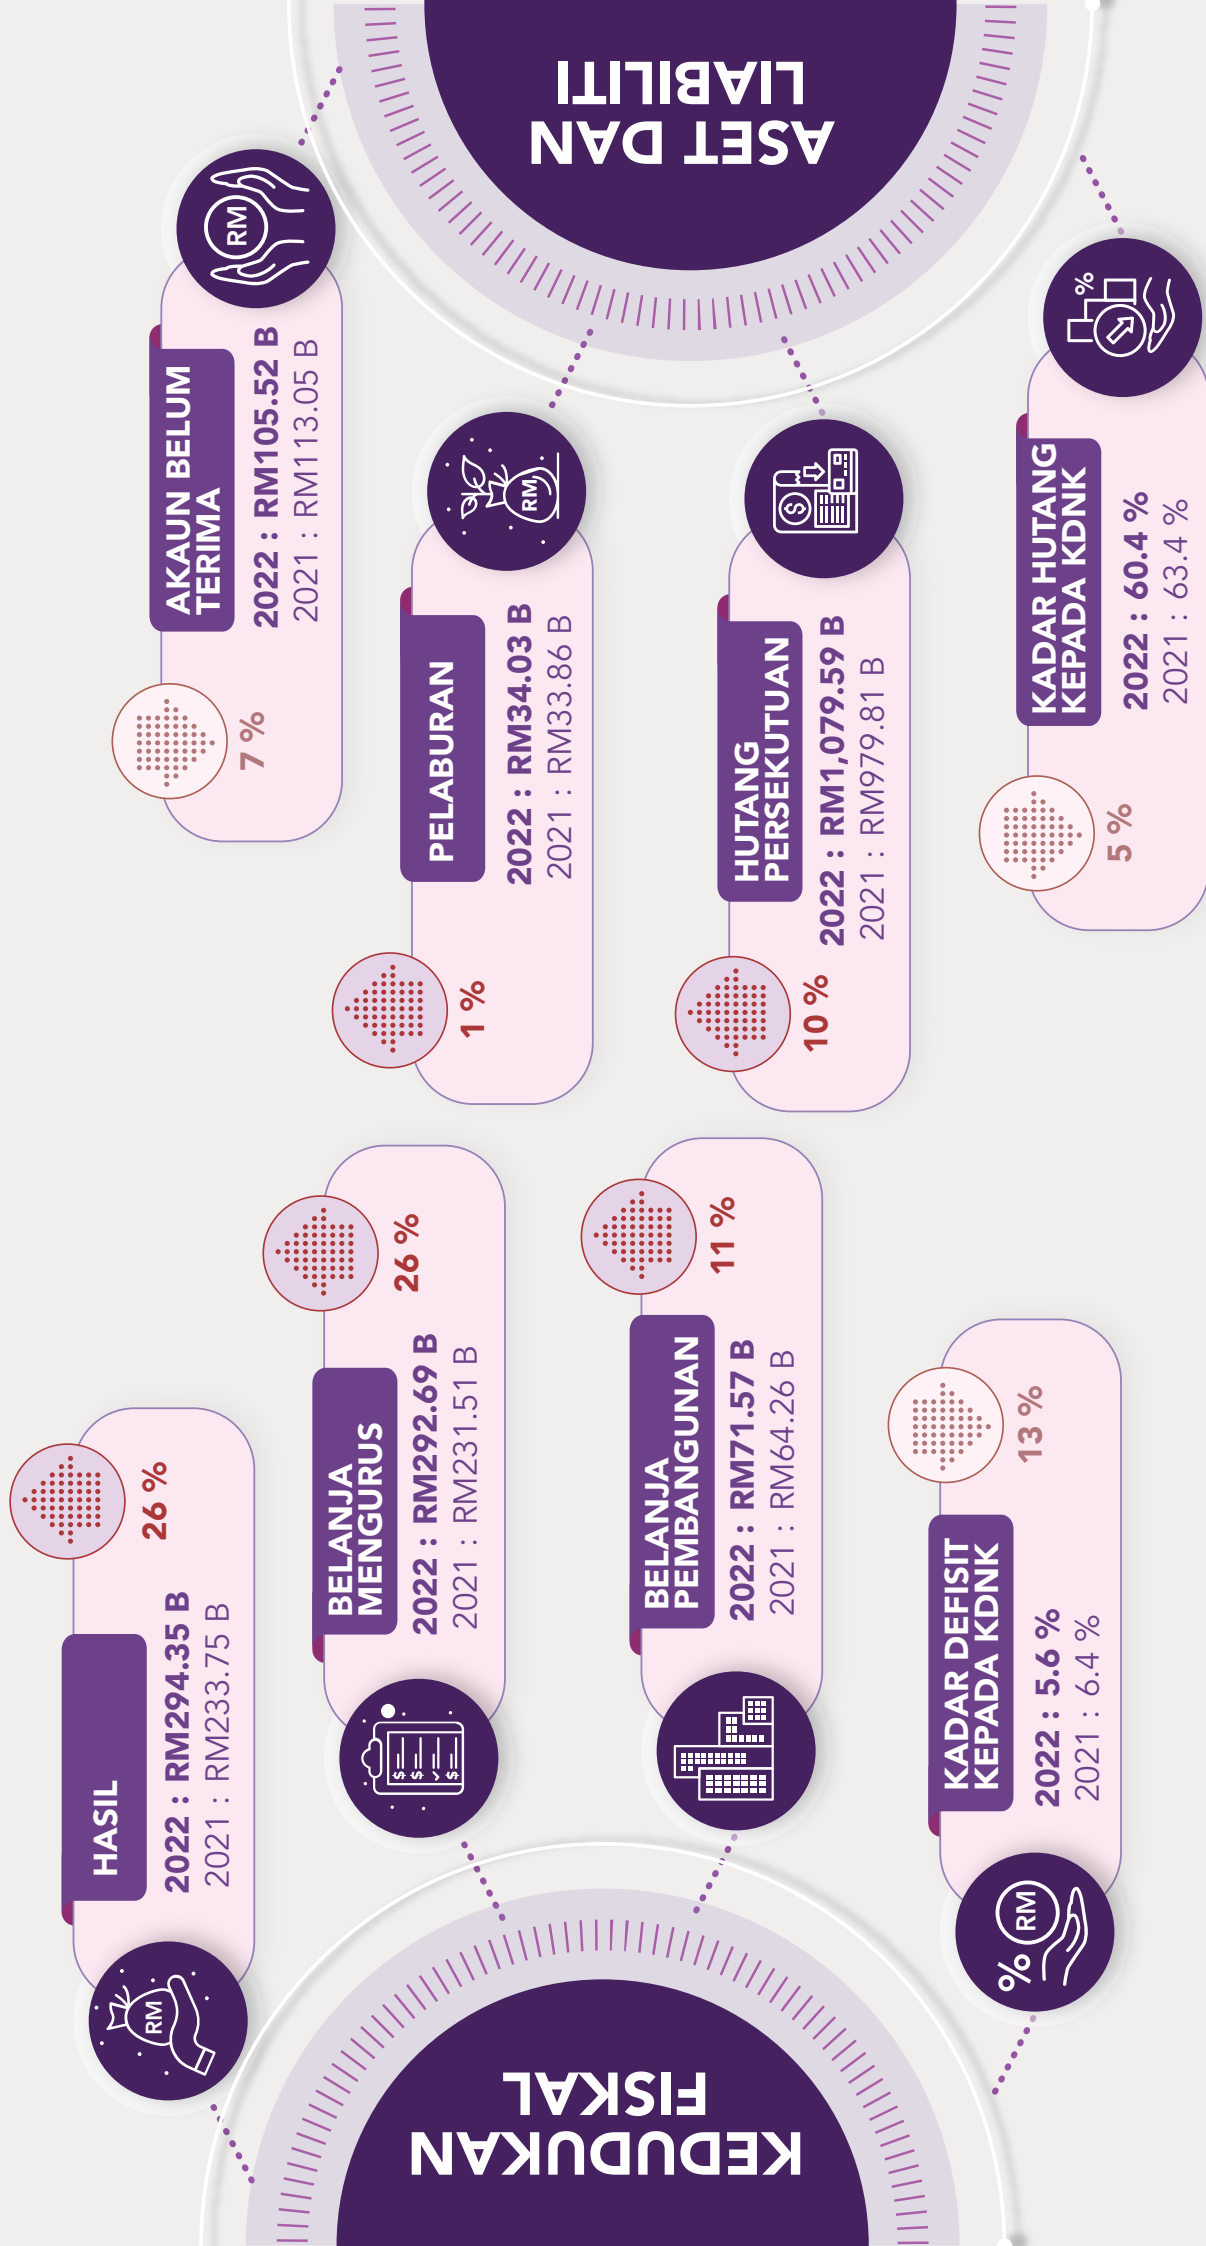 KEDUDUKAN
FISKAL
HASIL
2022 : RM294.35 B
2021 : RM233.75 B
26 %
RM
BELANJA
MENGURUS
2022 : RM292.69 B
2021 : RM231.51 B
26 %
$
$
$
BELANJA
PEMBANGUNAN
2022 : RM71.57 B
2021 : RM64.26 B
11 %
KADAR DEFISIT
KEPADA KDNK
2022 : 5.6 %
2021 : 6.4 %
13 %
% RM
ASET DAN
LIABILITI
AKAUN BELUM
TERIMA
2022 : RM105.52 B
2021 : RM113.05 B
7 %
RM
PELABURAN
2022 : RM34.03 B
2021 : RM33.86 B
1 %
RM
HUTANG
PERSEKUTUAN
2022 : RM1,079.59 B
2021 : RM979.81 B
10 %
$
KADAR HUTANG
KEPADA KDNK
2022 : 60.4 %
2021 : 63.4 %
5 %
%